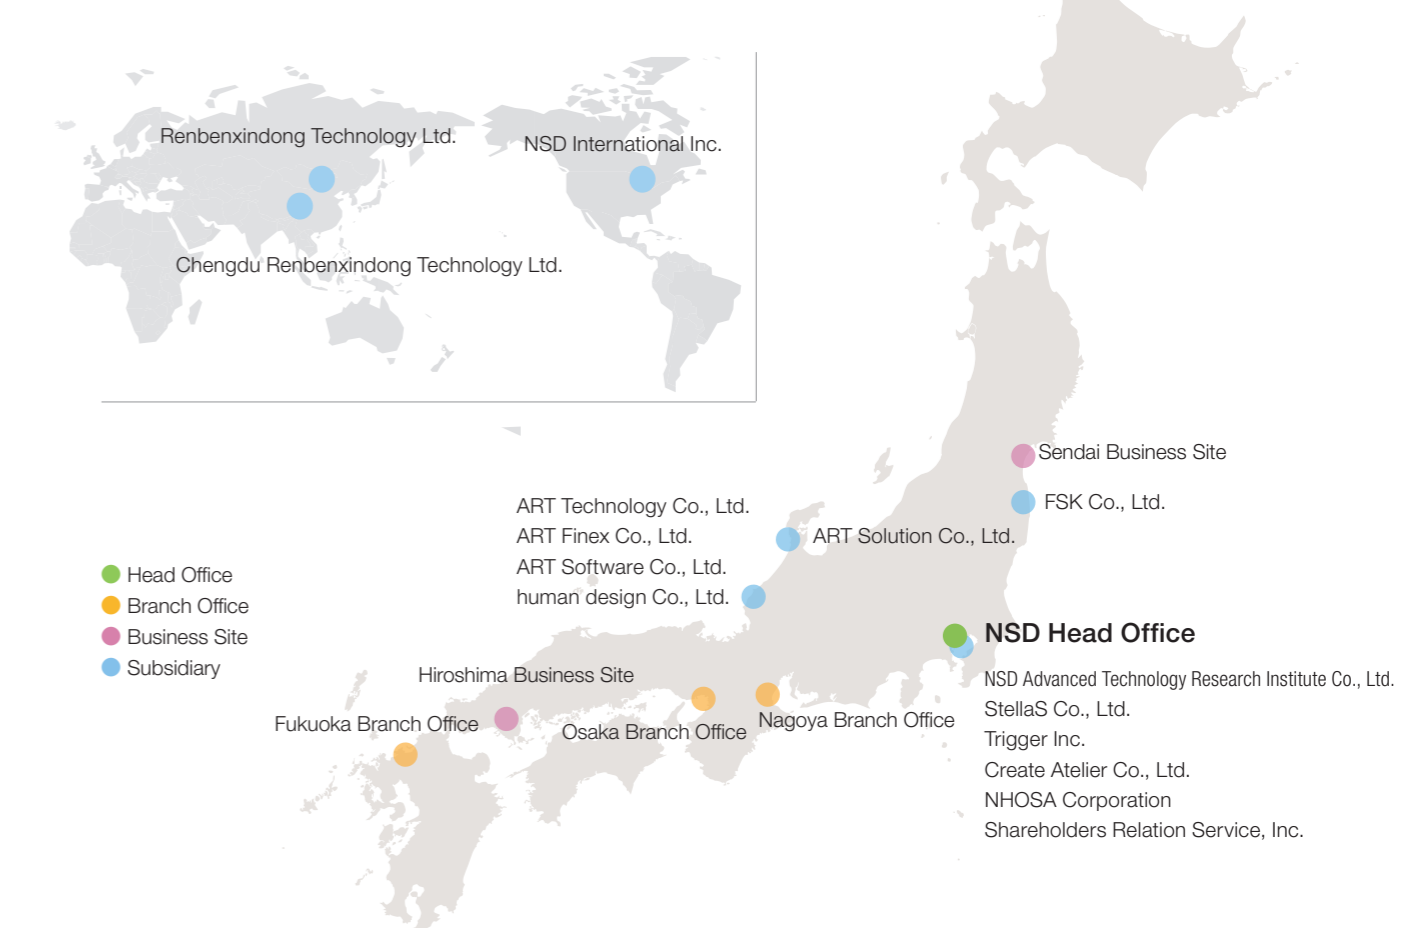 Renbenxindong Technology Ltd.
NSD International Inc.
Chengdu Renbenxindong Technology Ltd.
Sendai Business Site
FSK Co., Ltd.
ART Technology Co., Ltd.
ART Finex Co., Ltd.
ART Software Co., Ltd.
human design Co., Ltd.
ART Solution Co., Ltd.
Head Office
Branch Office
Business Site
Subsidiary
NSD Head Office
NSD Advanced Technology Research Institute Co., Ltd.
StellaS Co., Ltd.
Trigger Inc.
Create Atelier Co., Ltd.
NHOSA Corporation
Shareholders Relation Service, Inc.
Hiroshima Business Site
Fukuoka Branch Office
Osaka Branch Office
Nagoya Branch Office